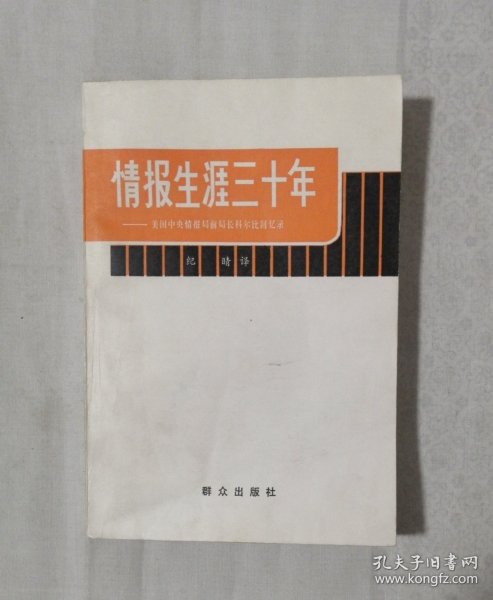 情报生涯三十年
——美国中央情报局前局长科尔比回忆录
纪 晴 译
群众出版社
孔夫子旧书网
www.kongfz.com